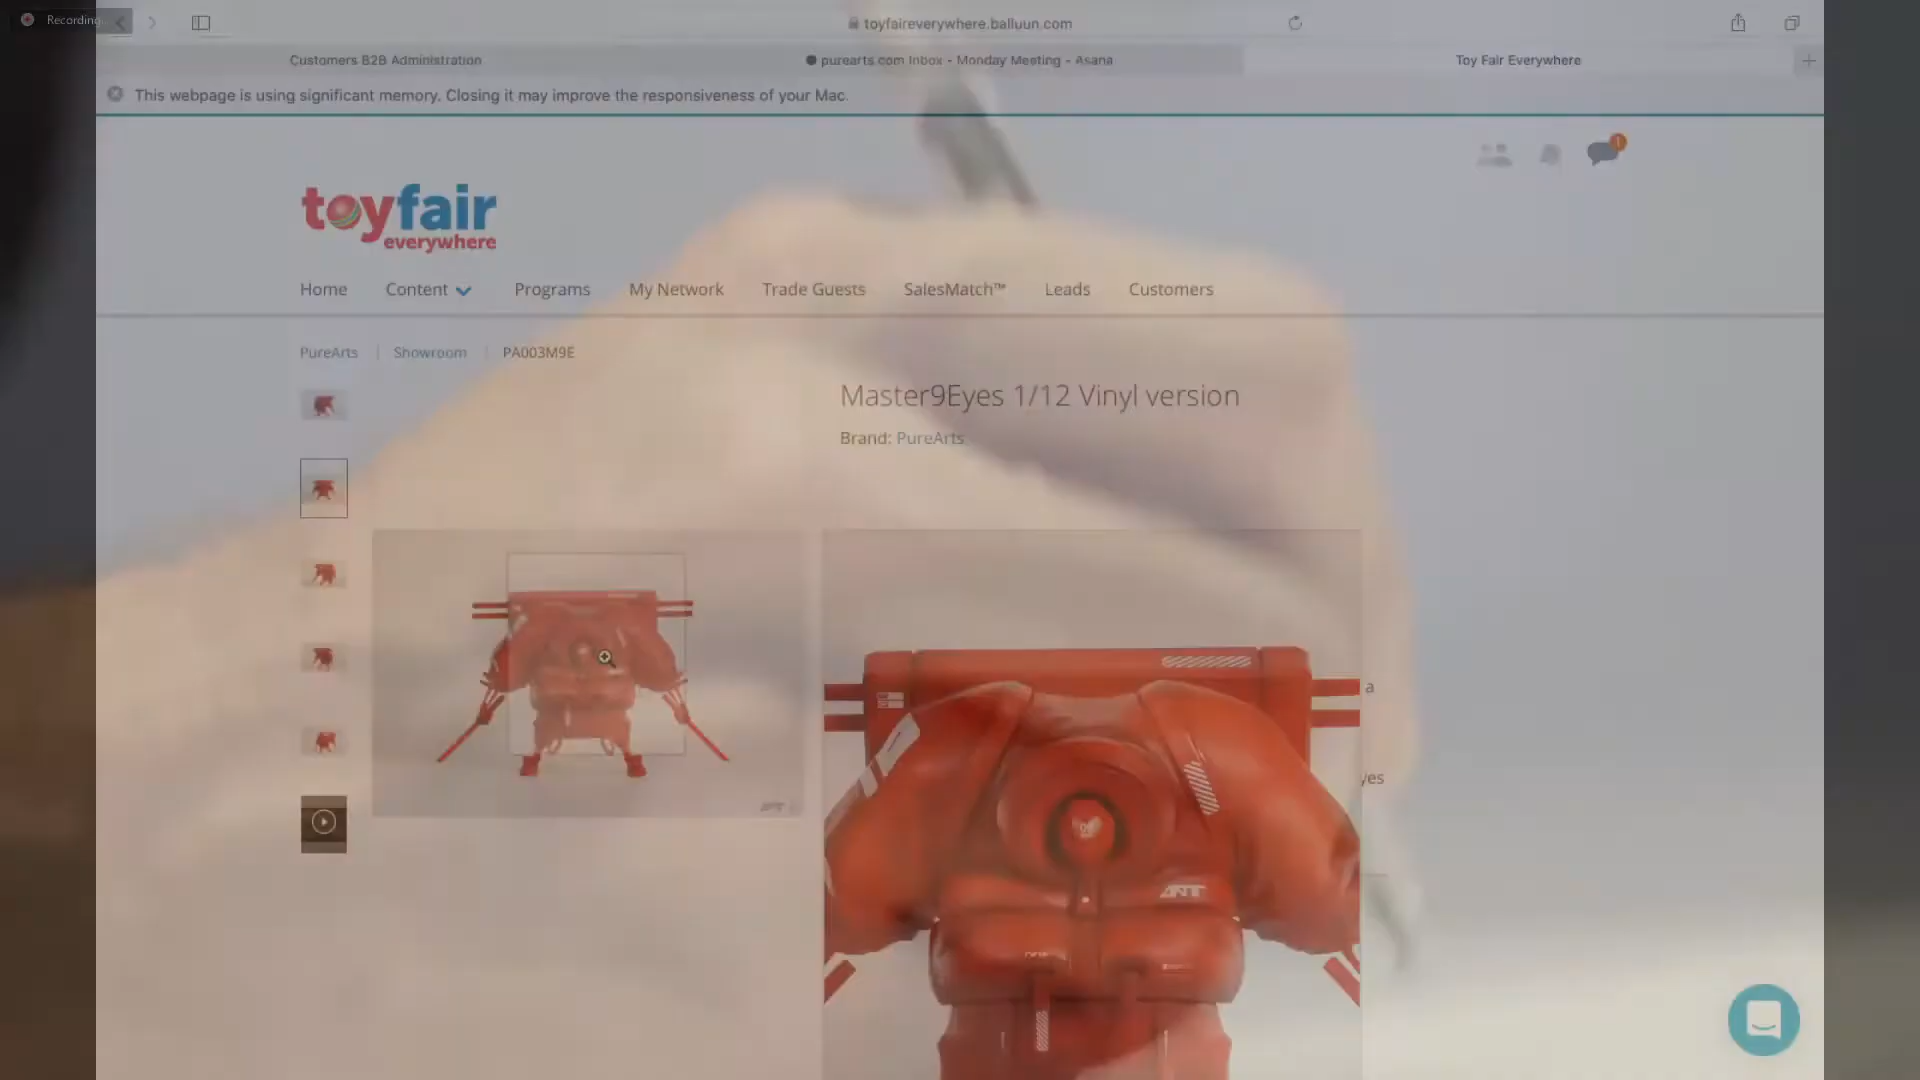 Recording
toyfaireverywhere.balluun.com
Customers B2B Administration
purearts.com Inbox - Monday Meeting - Asana
Toy Fair Everywhere
This webpage is using significant memory. Closing it may improve the responsiveness of your Mac.
1
toyfair
everywhere
Home
Content
Programs
My Network
Trade Guests
SalesMatch™
Leads
Customers
PureArts
Showroom
PA003M9E
Master9Eyes 1/12 Vinyl version
Brand: PureArts
a
yes